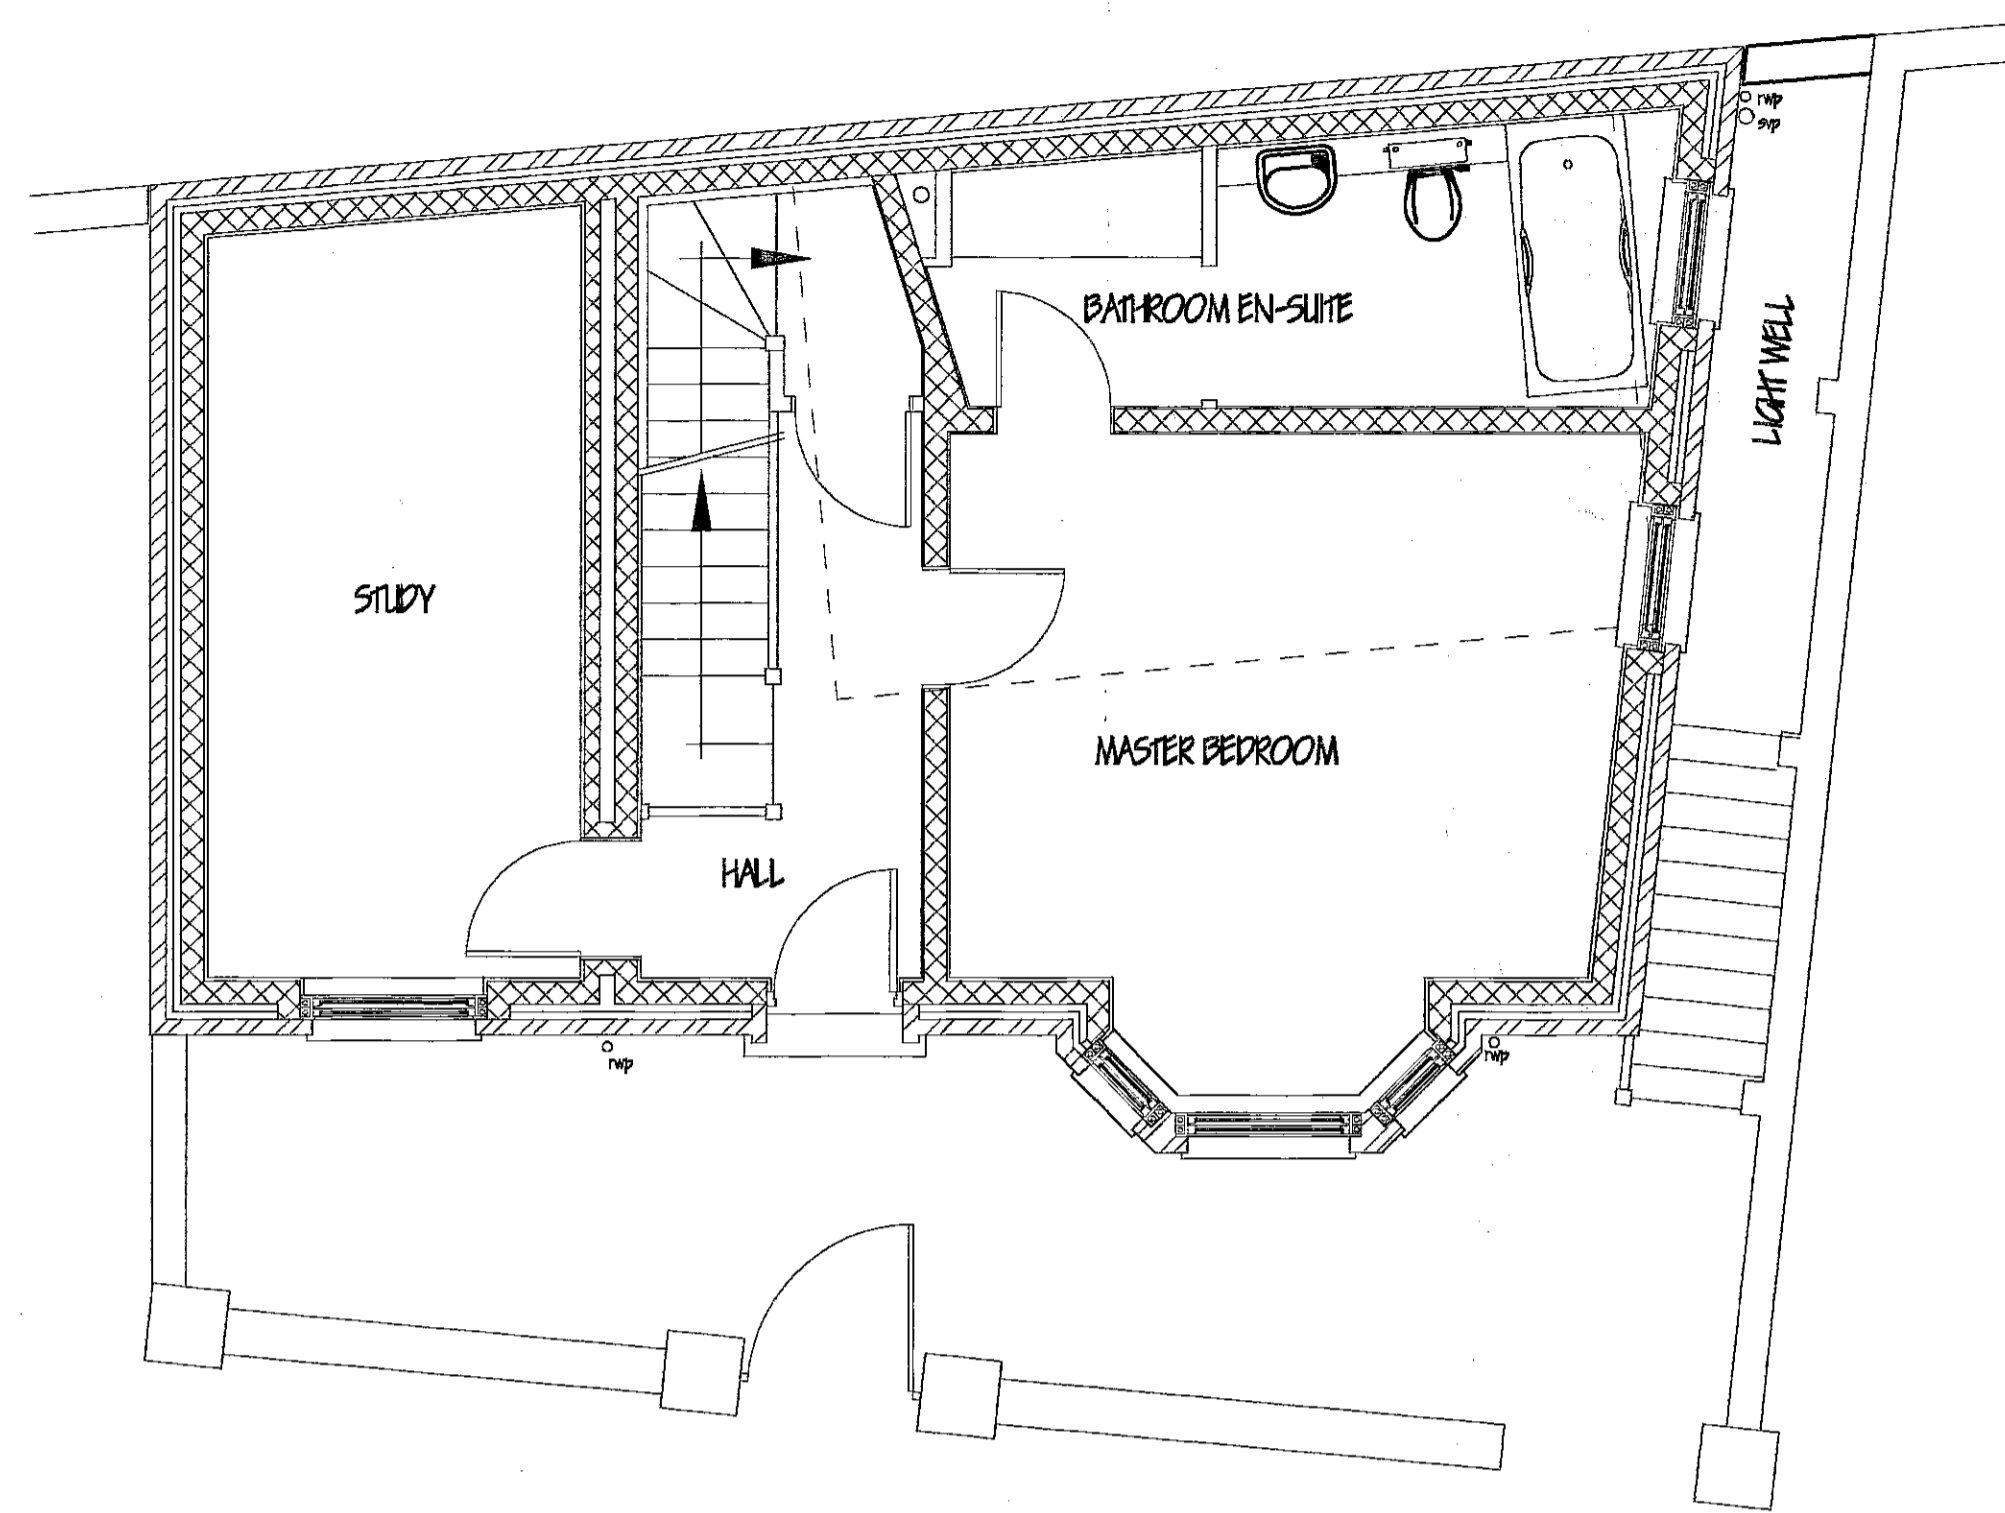 rwp
svp
BATHROOM EN-SUITE
LIGHT WELL
STUDY
MASTER BEDROOM
HALL
rwp
rwp